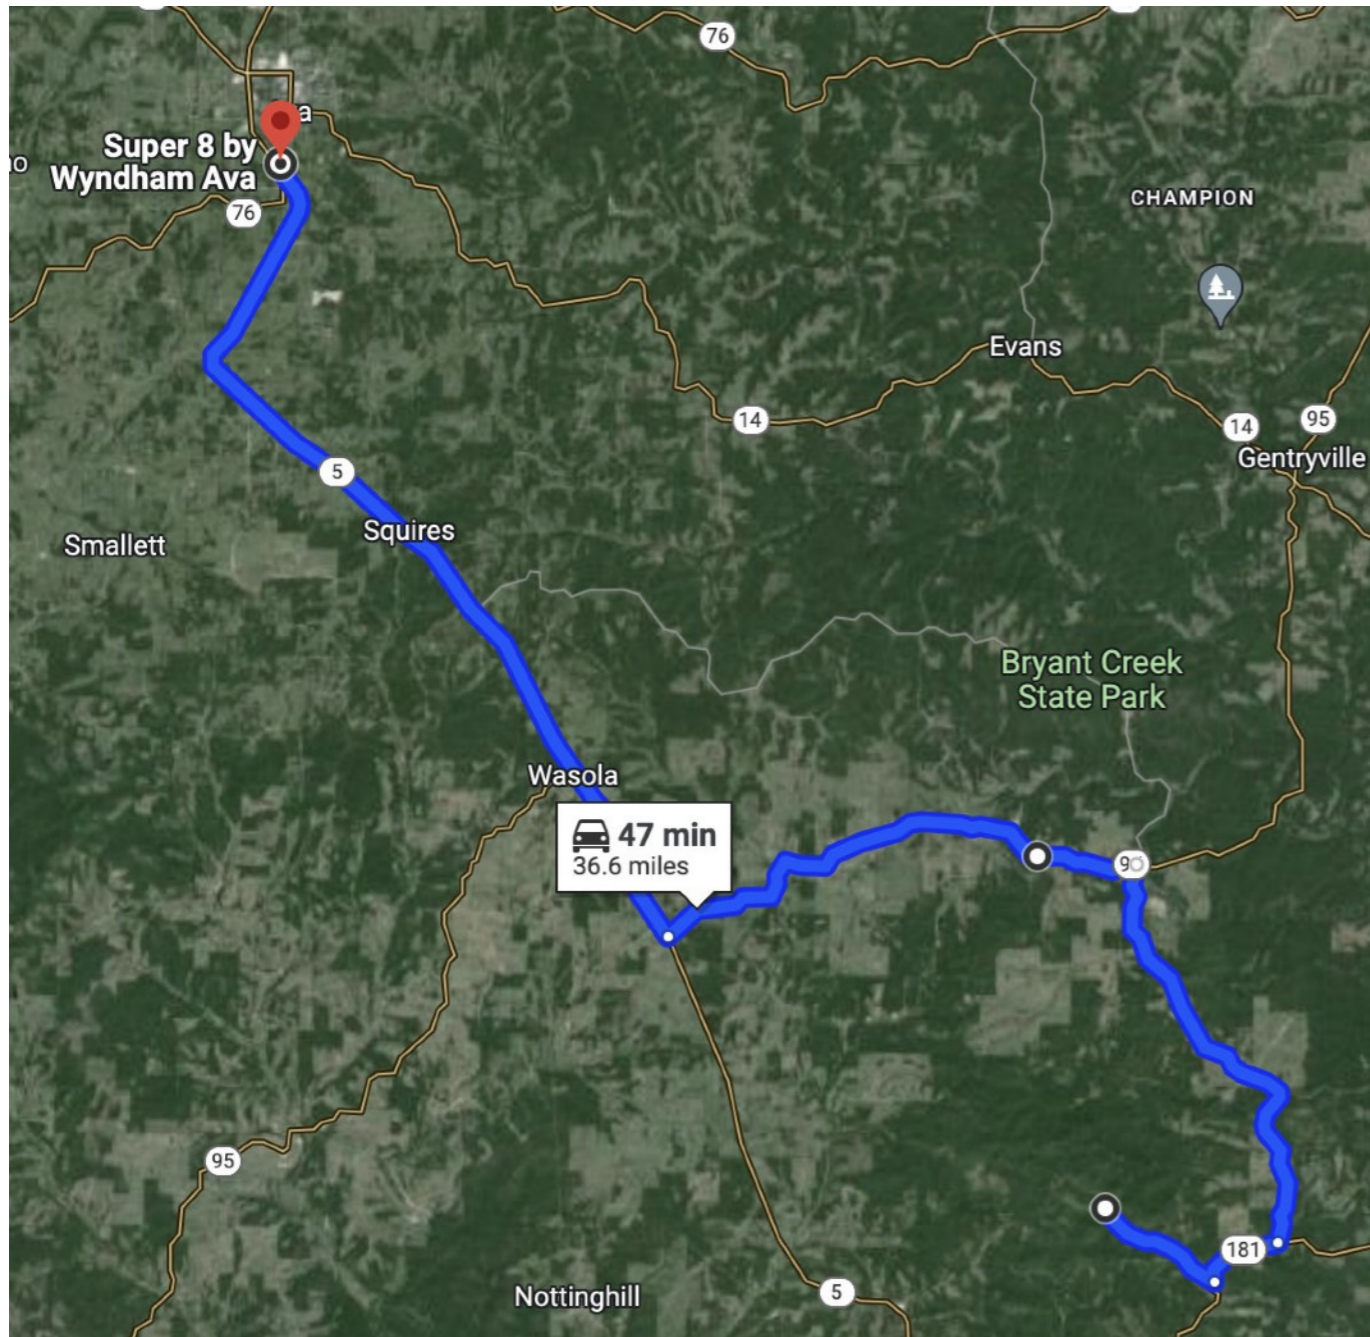 76
a
Super 8 by
Wyndham Ava
76
CHAMPION
Evans
14
14
95
Gentryville
5
Squires
Smallett
Bryant Creek
State Park
Wasola
47 min
36.6 miles
95
181
5
Nottinghill